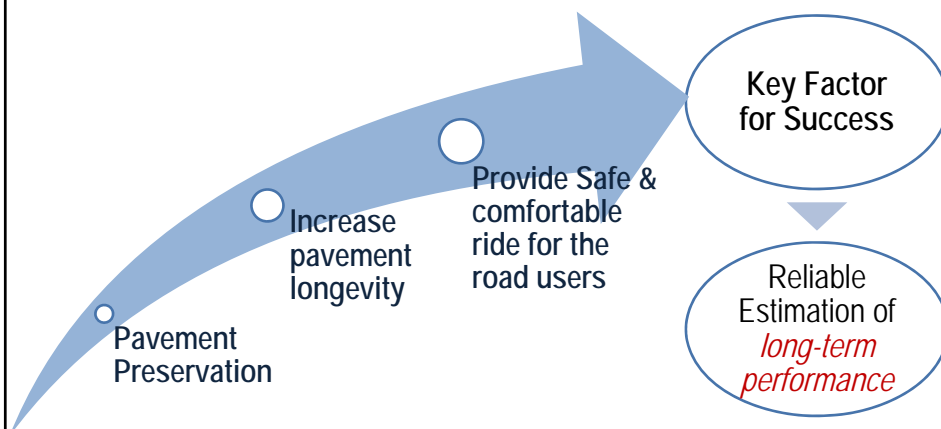 Pavement
Preservation
Increase
pavement
longevity
Provide Safe &
comfortable
ride for the
road users
Key Factor
for Success
Reliable
Estimation of
long-term
performance